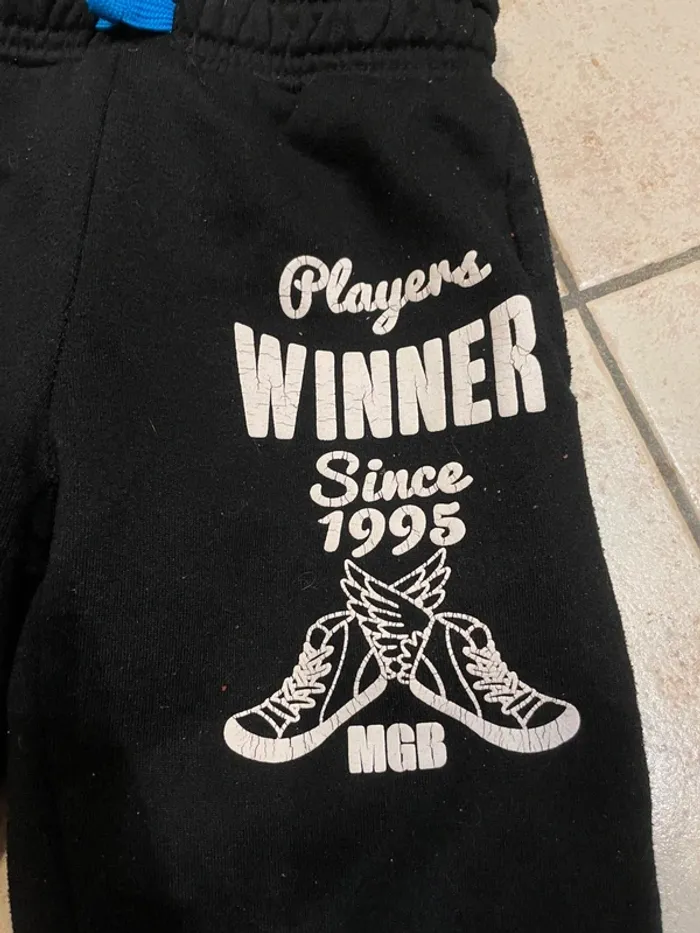 Players
WINNER
Since
1995
MGB